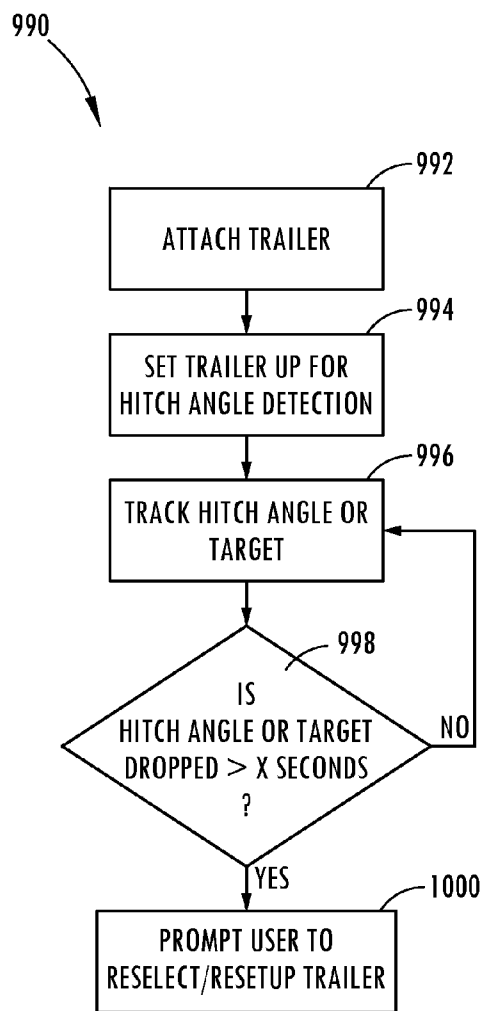 990
992
ATTACH TRAILER
994
SET TRAILER UP FOR
HITCH ANGLE DETECTION
996
TRACK HITCH ANGLE OR
TARGET
998
IS
HITCH ANGLE OR TARGET
DROPPED > X SECONDS
?
NO
YES
1000
PROMPT USER TO
RESELECT/RESETUP TRAILER